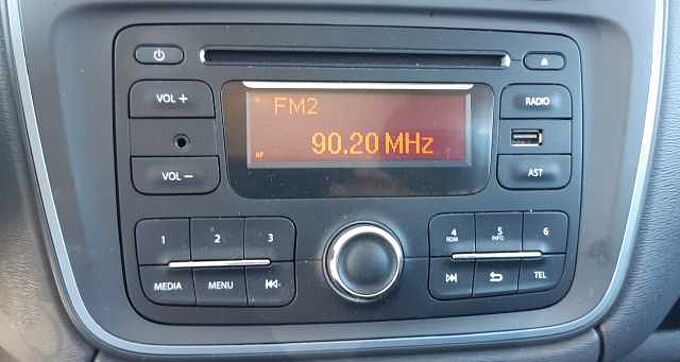 VOL +
FM2
RADIO
90.20 MHz
AF
VOL −
AST
1 2 3
4 RDM 5 INFO 6
MEDIA MENU
TEL